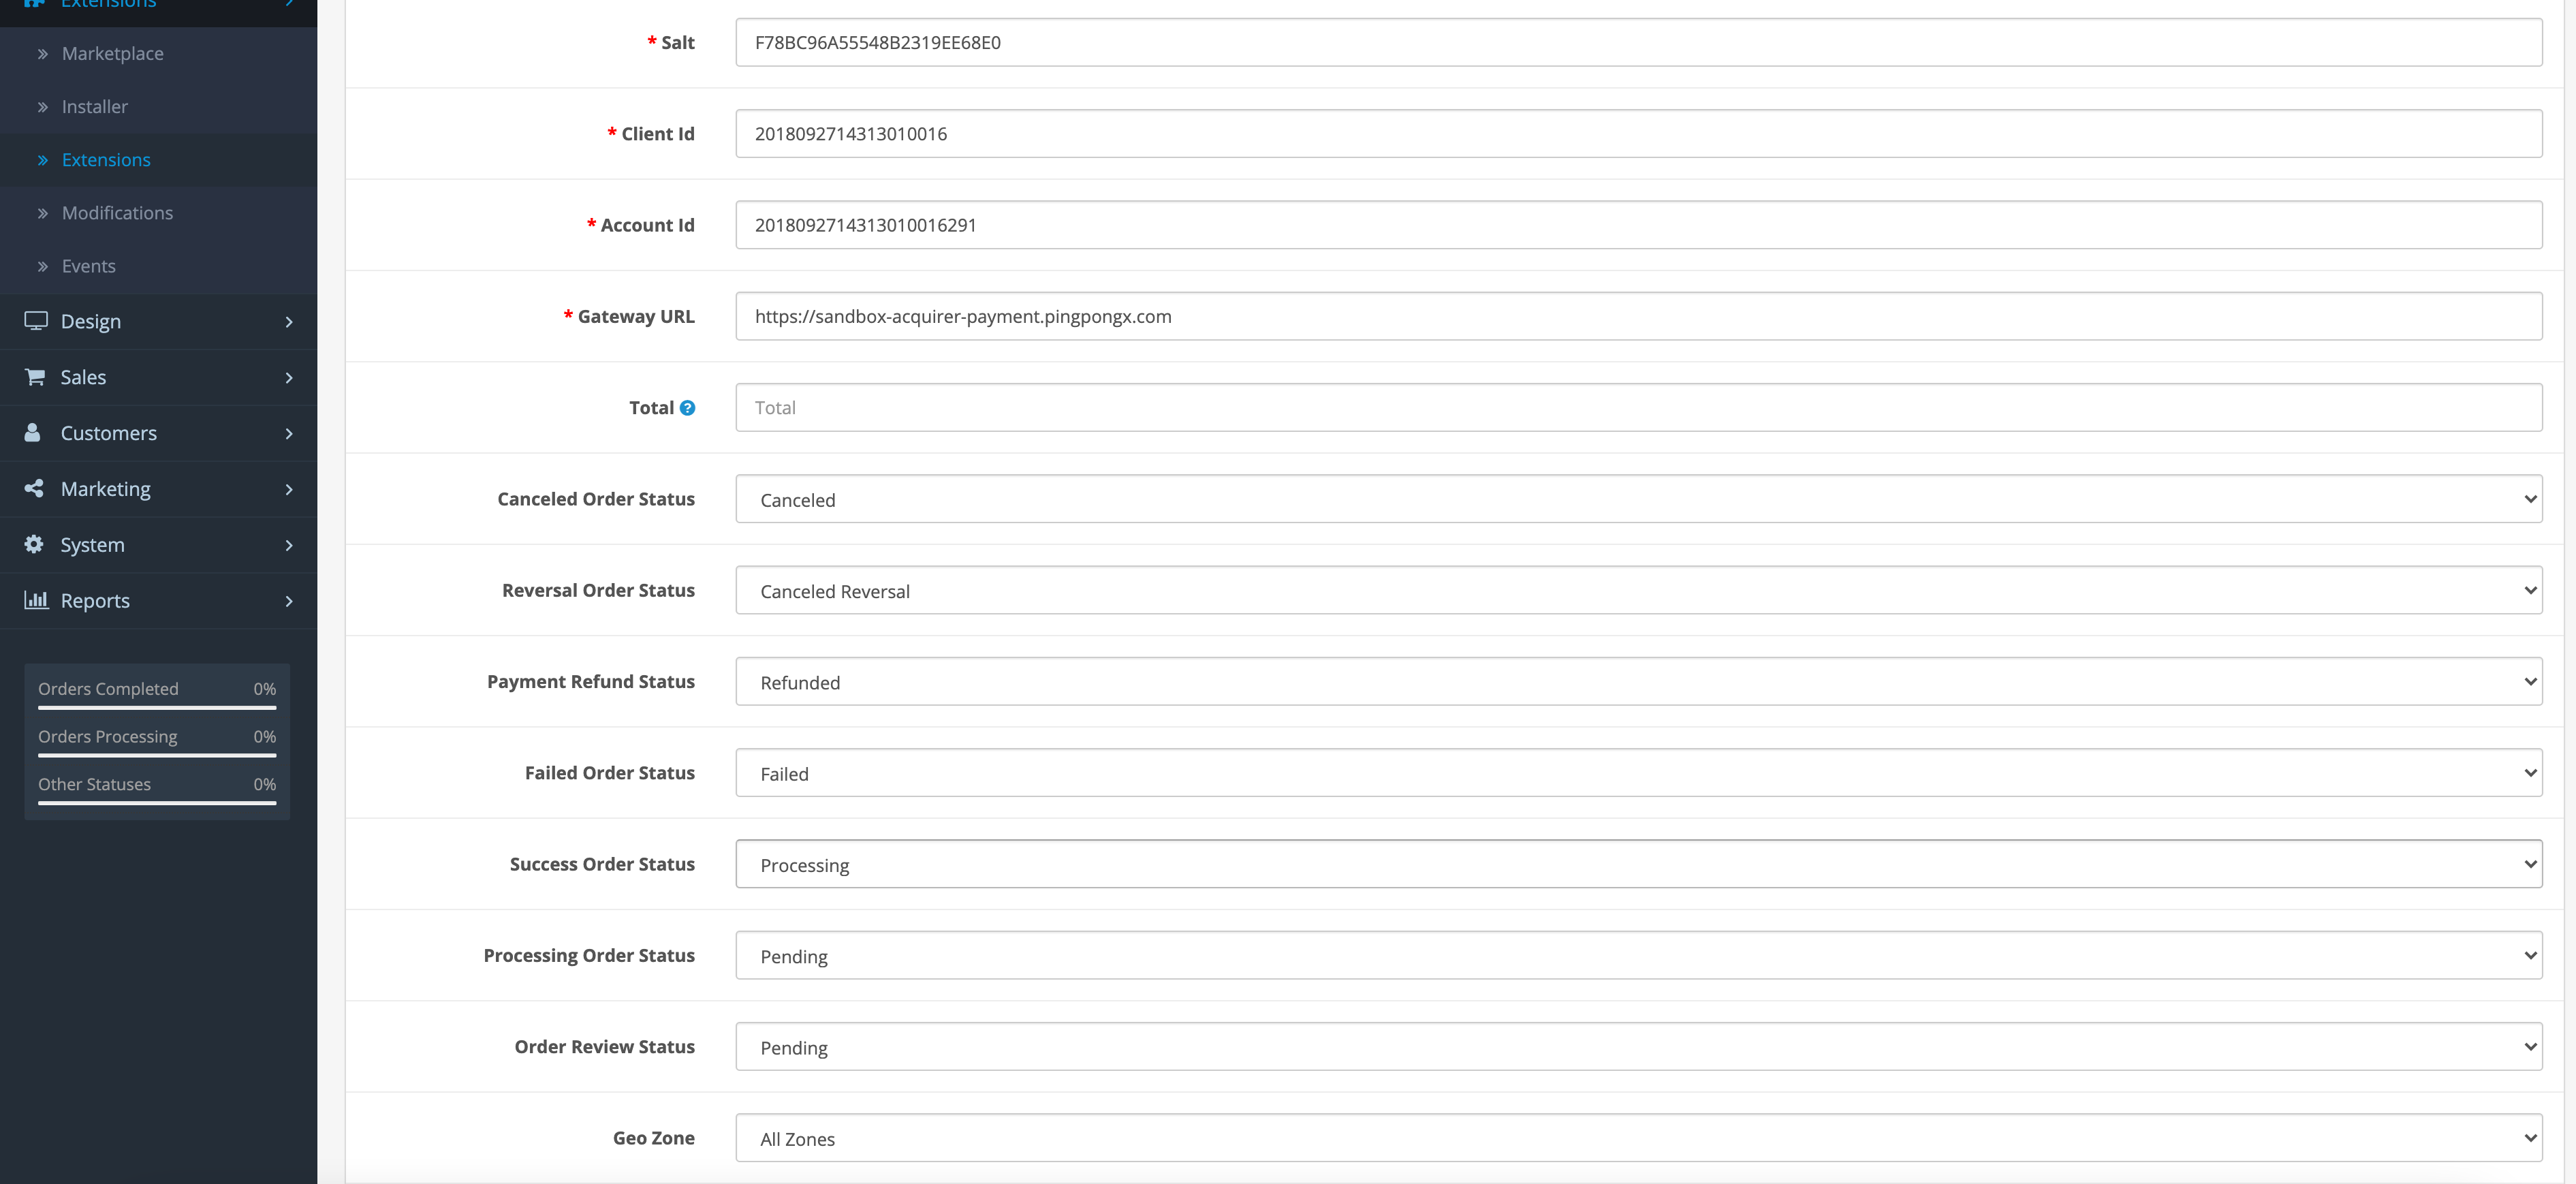 Extensions
Marketplace
Installer
Extensions
Modifications
Events
Design
Sales
Customers
Marketing
System
Reports
Orders Completed 0%
Orders Processing 0%
Other Statuses 0%
* Salt F78BC96A55548B2319EE68E0
* Client Id 2018092714313010016
* Account Id 2018092714313010016291
* Gateway URL https://sandbox-acquirer-payment.pingpongx.com
Total ? Total
Canceled Order Status Canceled
Reversal Order Status Canceled Reversal
Payment Refund Status Refunded
Failed Order Status Failed
Success Order Status Processing
Processing Order Status Pending
Order Review Status Pending
Geo Zone All Zones